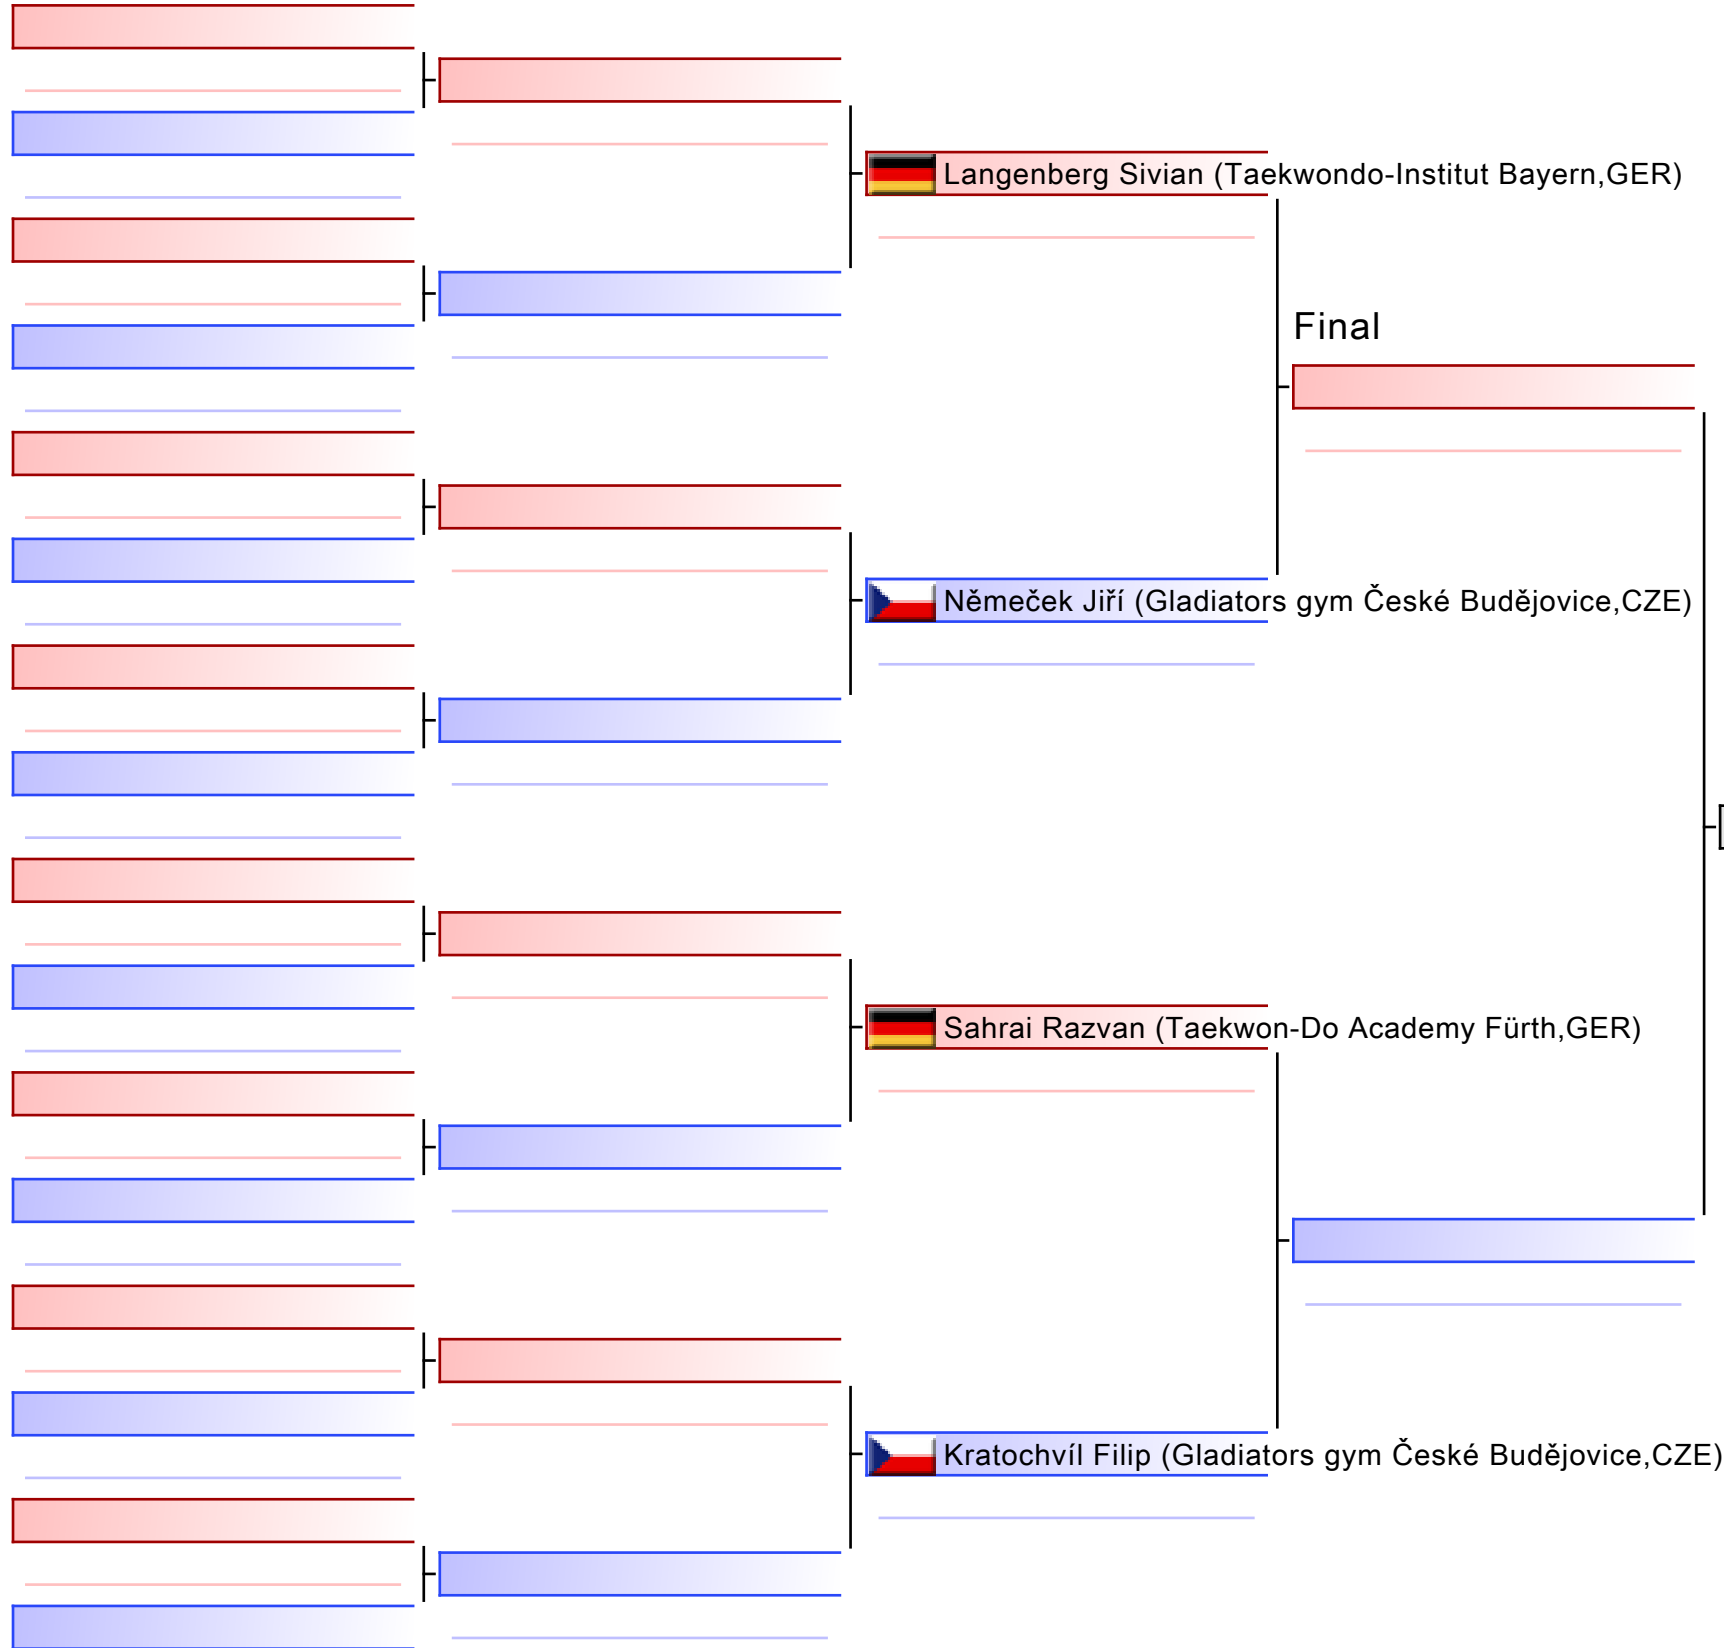 Langenberg Sivian (Taekwondo-Institut Bayern,GER)
Final
Němeček Jiří (Gladiators gym České Budějovice,CZE)
Sahrai Razvan (Taekwon-Do Academy Fürth,GER)
Kratochvíl Filip (Gladiators gym České Budějovice,CZE)